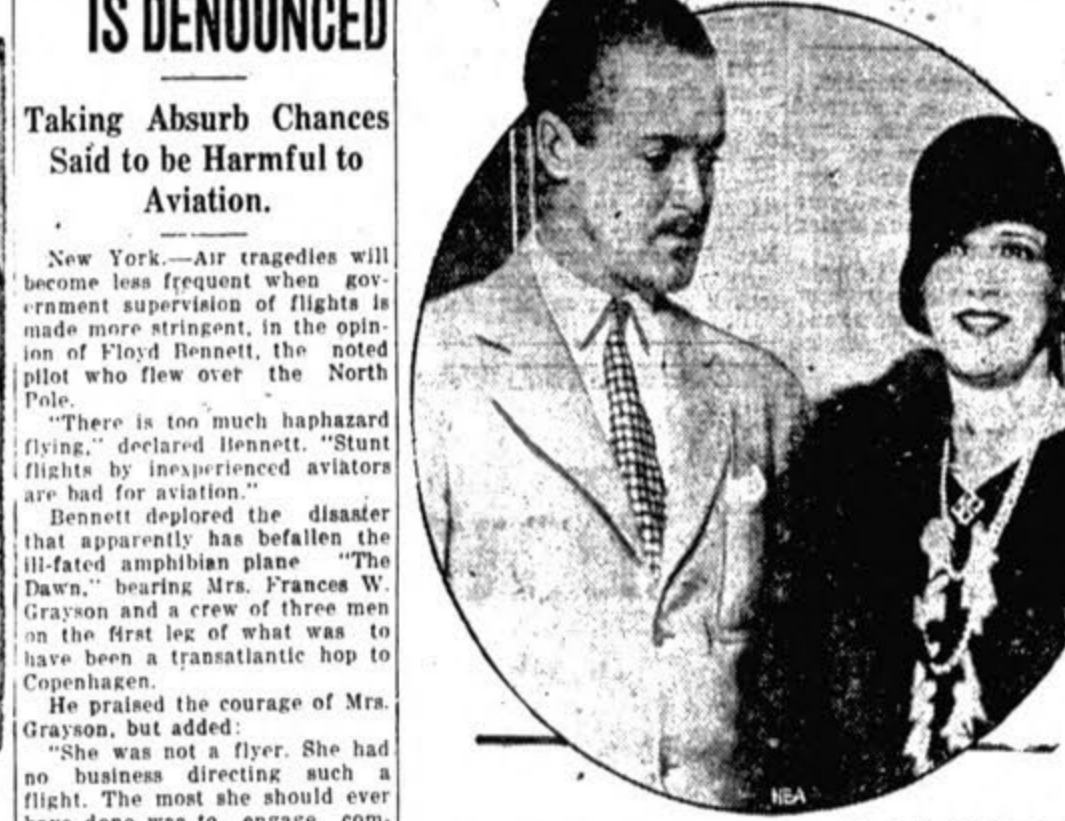 IS DENOUNCED
Taking Absurb Chances
Said to be Harmful to
Aviation.
New York.—Air tragedies will
become less frequent when gov-
ernment supervision of flights is
made more stringent, in the opin-
ion of Floyd Bennett, the noted
pilot who flew over the North
Pole.
"There is too much haphazard
flying," declared Bennett. "Stunt
flights by inexperienced aviators
are bad for aviation."
Bennett deplored the disaster
that apparently has befallen the
ill-fated amphibian plane "The
Dawn," bearing Mrs. Frances W.
Grayson and a crew of three men
on the first leg of what was to
have been a transatlantic hop to
Copenhagen.
He praised the courage of Mrs.
Grayson, but added:
"She was not a flyer. She had
no business directing such a
flight. The most she should ever
have done was to engage com-
NEA